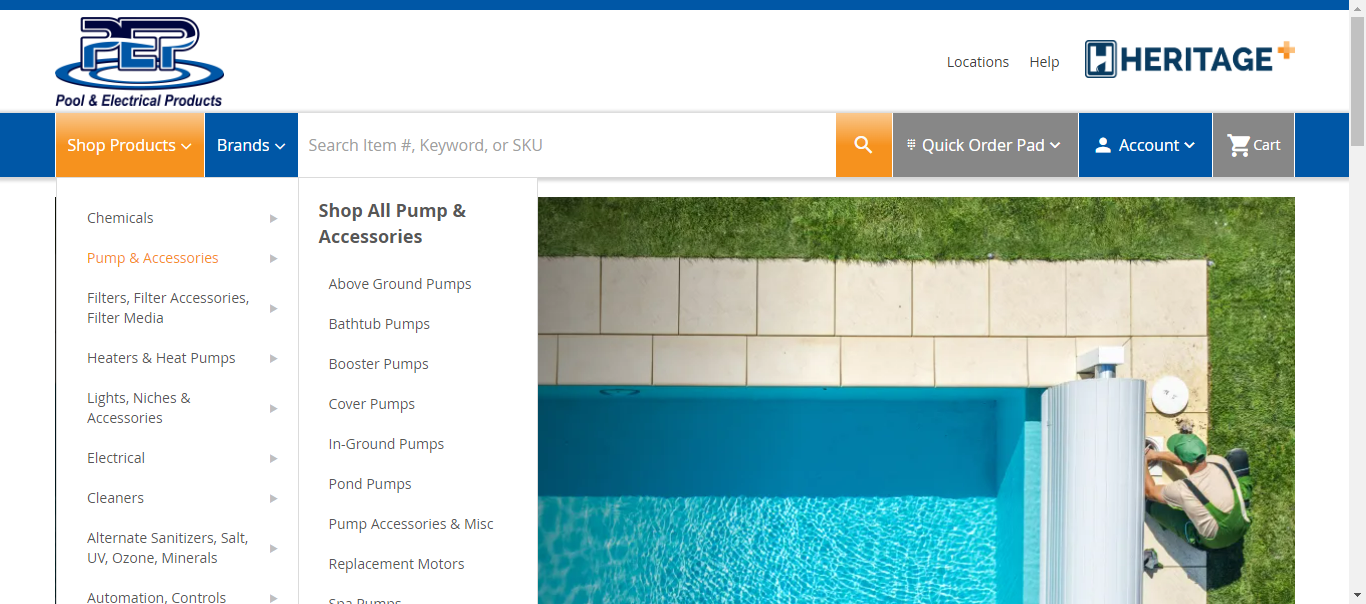 PEP
Pool & Electrical Products
Locations
Help
HERITAGE+
Shop Products
Brands
Search Item #, Keyword, or SKU
Quick Order Pad
Account
Cart
Chemicals
Pump & Accessories
Filters, Filter Accessories,
Filter Media
Heaters & Heat Pumps
Lights, Niches &
Accessories
Electrical
Cleaners
Alternate Sanitizers, Salt,
UV, Ozone, Minerals
Automation, Controls
Shop All Pump &
Accessories
Above Ground Pumps
Bathtub Pumps
Booster Pumps
Cover Pumps
In-Ground Pumps
Pond Pumps
Pump Accessories & Misc
Replacement Motors
Spa Pumps